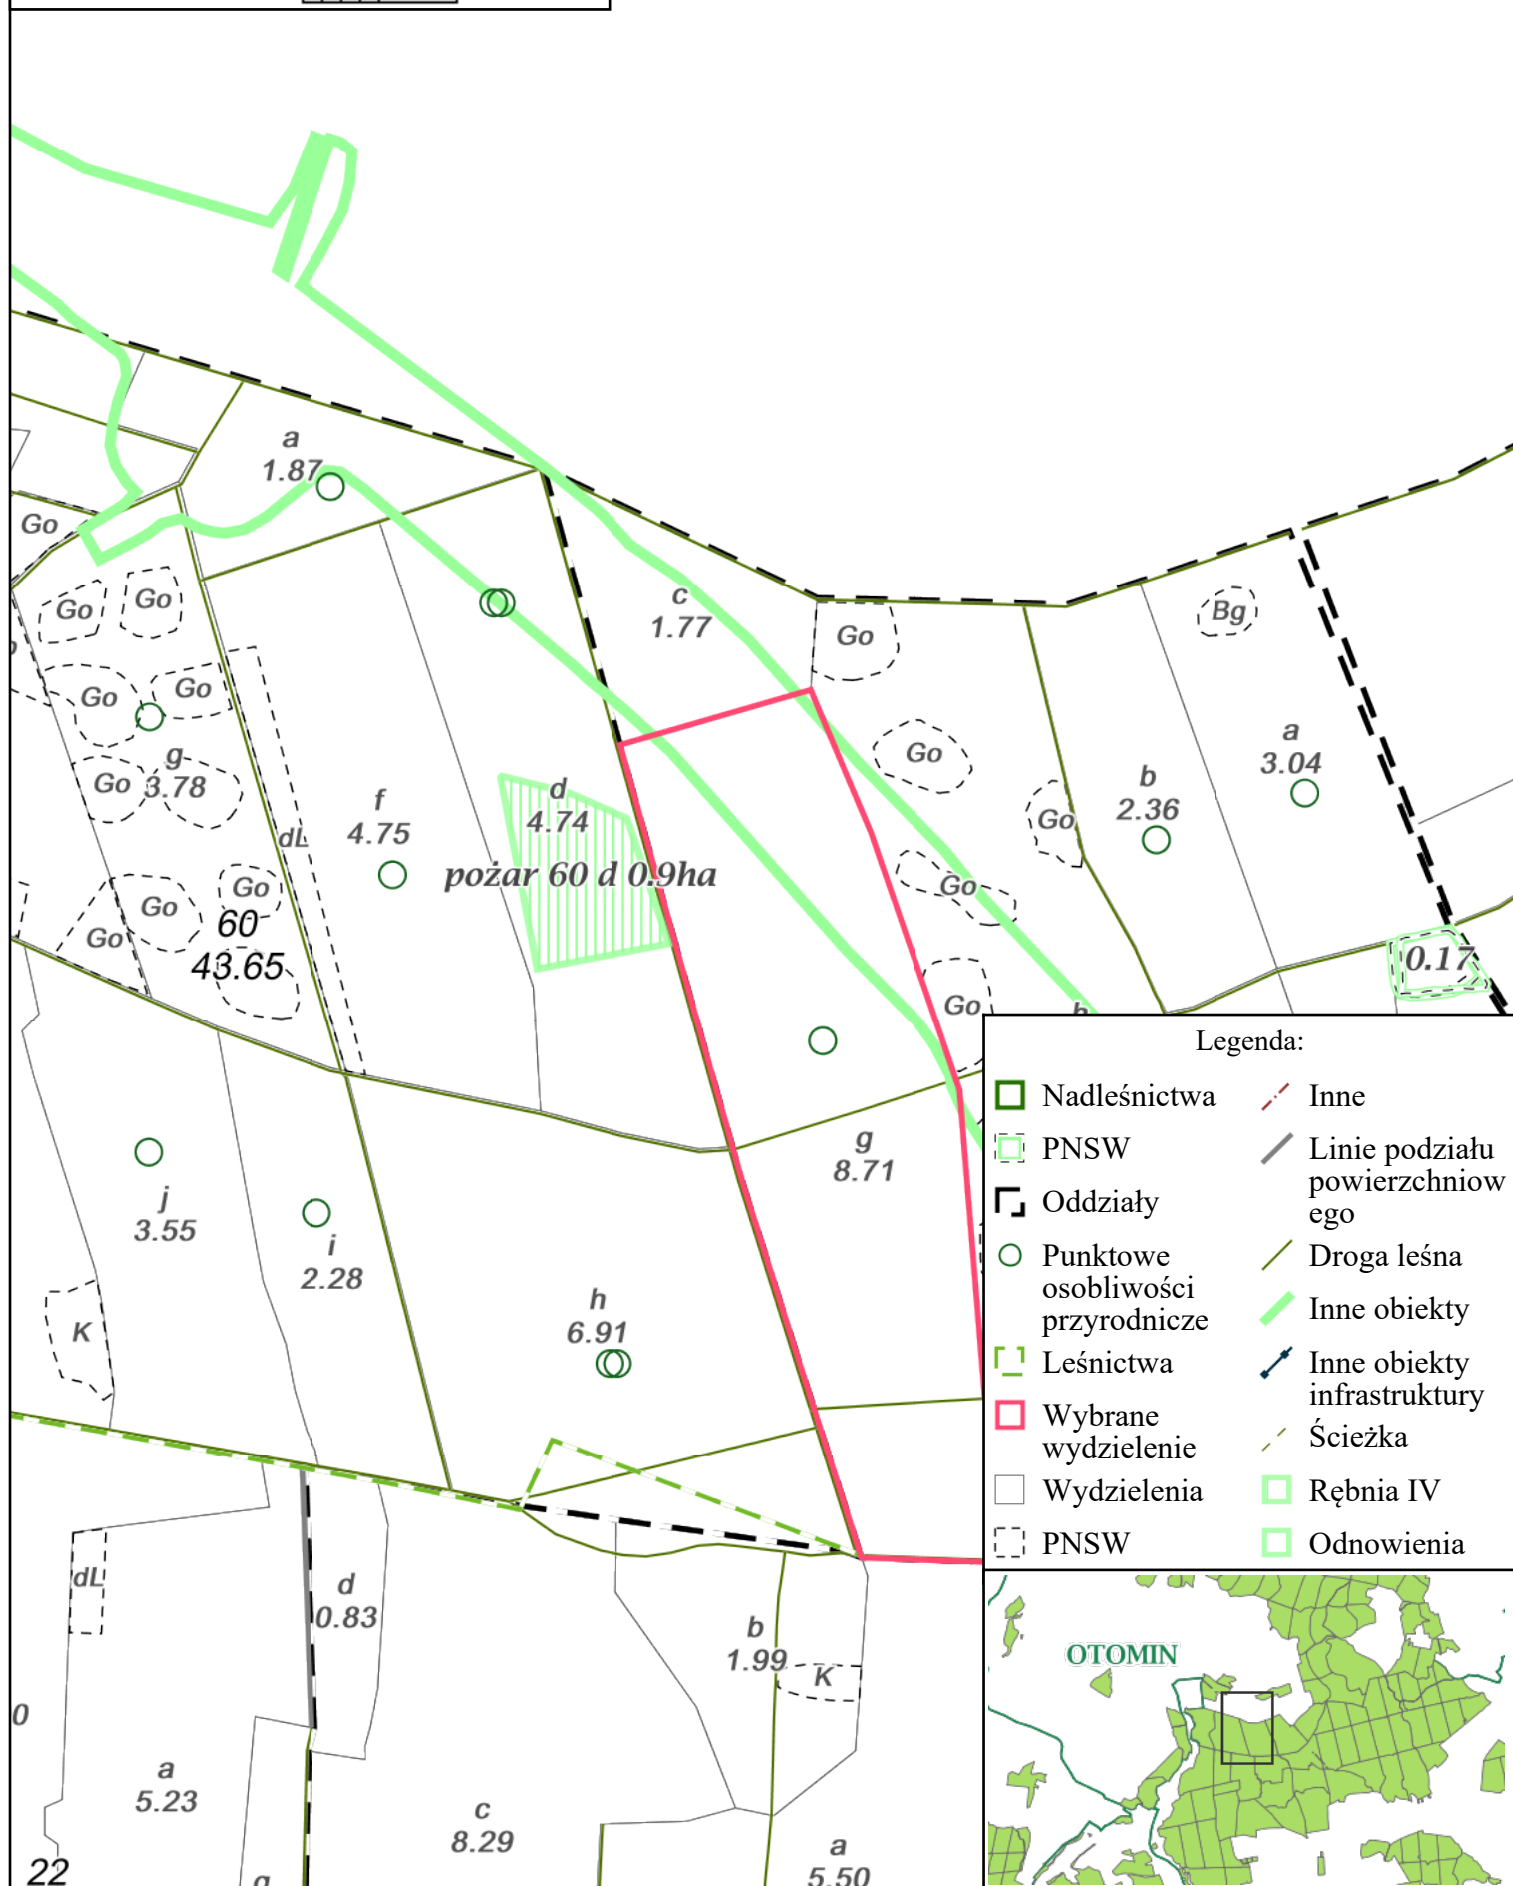 a
1.87
Go
Go
Go
c
1.77
Go
Bg
Go
Go
g
3.78
Go
Go
a
3.04
b
2.36
Go
d
4.74
f
4.75
dL
pożar 60 d 0.9ha
Go
Go
Go
Go
Go
60
43.65
0.17
Go
b
g
8.71
j
3.55
i
2.28
h
6.91
K
Legenda:
Nadleśnictwa
PNSW
Oddziały
Punktowe
osobliwości
przyrodnicze
Leśnictwa
Wybrane
wydzielenie
Wydzielenia
PNSW
Inne
Linie podziału
powierzchniow
ego
Droga leśna
Inne obiekty
Inne obiekty
infrastruktury
Ścieżka
Rębnia IV
Odnowienia
dL
d
0.83
b
1.99
K
OTOMIN
0
a
5.23
c
8.29
a
5.50
22